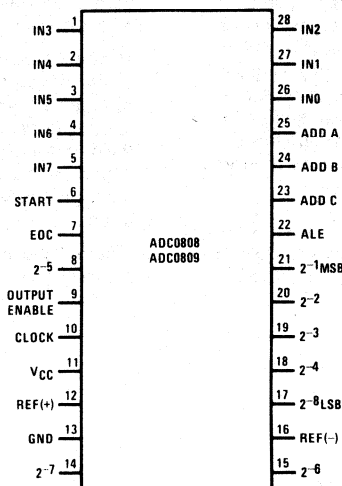 IN3 1
IN4 2
IN5 3
IN6 4
IN7 5
START 6
EOC 7
2⁻⁵ 8
OUTPUT
ENABLE 9
CLOCK 10
VCC 11
REF(+) 12
GND 13
2⁻⁷ 14
ADC0808
ADC0809
28 IN2
27 IN1
26 IN0
25 ADD A
24 ADD B
23 ADD C
22 ALE
21 2⁻¹MSB
20 2⁻²
19 2⁻³
18 2⁻⁴
17 2⁻⁸LSB
16 REF(−)
15 2⁻⁶